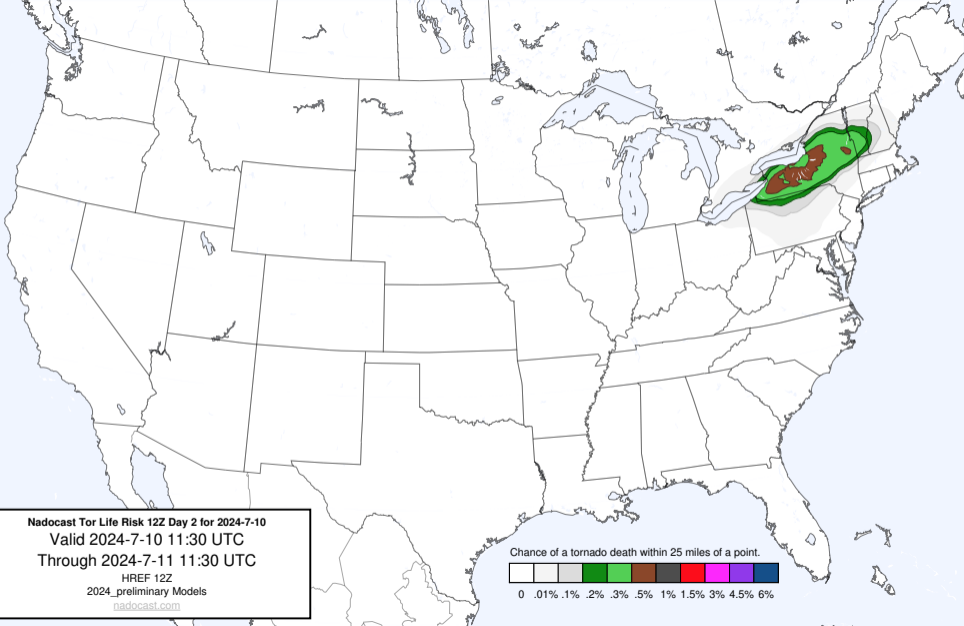 Nadocast Tor Life Risk 12Z Day 2 for 2024-7-10
Valid 2024-7-10 11:30 UTC
Through 2024-7-11 11:30 UTC
HREF 12Z
2024_preliminary Models
nadocast.com
Chance of a tornado death within 25 miles of a point.
0 .01% .1% .2% .3% .5% 1% 1.5% 3% 4.5% 6%